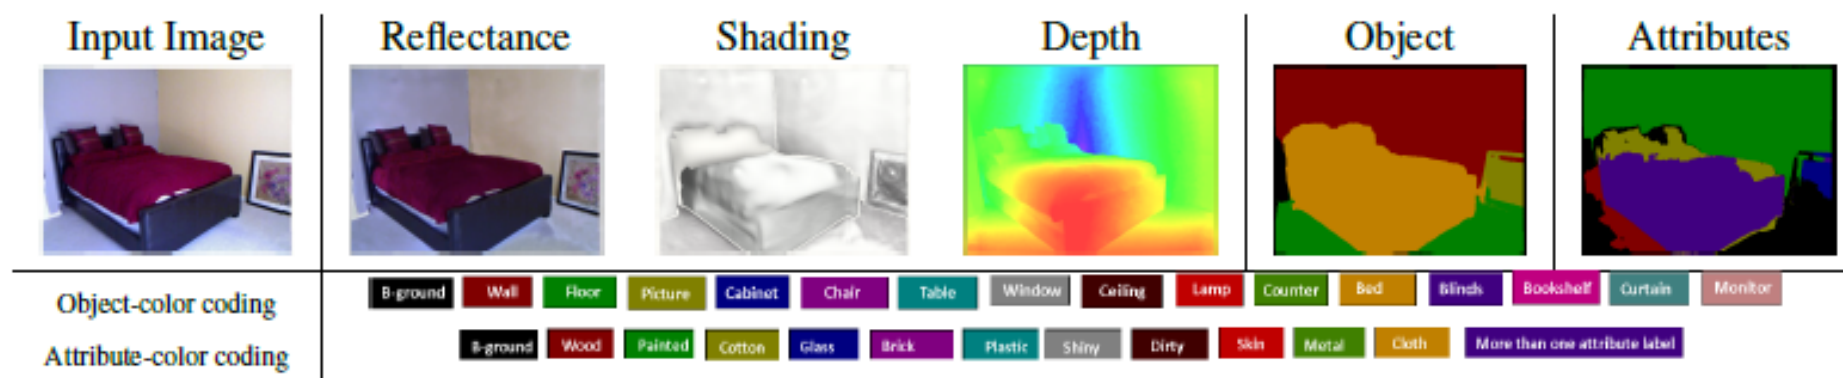 Input Image Reflectance Shading Depth Object Attributes
Object-color coding B-ground Wall Floor Picture Cabinet Chair Table Window Ceiling Lamp Counter Bed Blinds Bookshelf Curtain Monitor
Attribute-color coding B-ground Wood Painted Cotton Glass Brick Plastic Shiny Dirty Skin Metal Cloth More than one attribute label